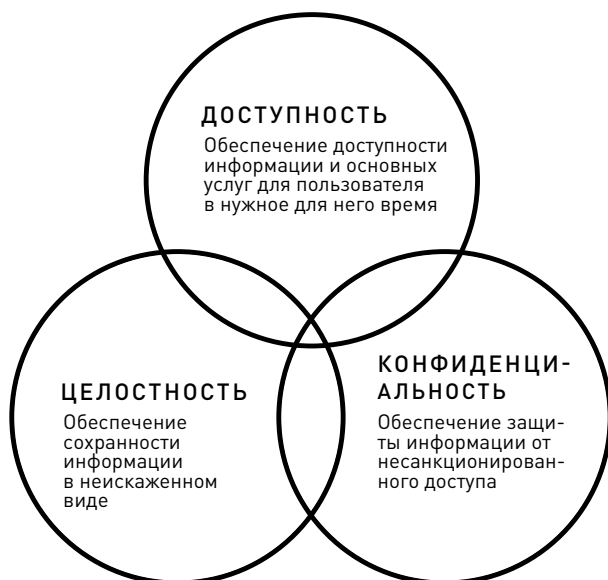 ДОСТУПНОСТЬ
Обеспечение доступности
информации и основных
услуг для пользователя
в нужное для него время
ЦЕЛОСТНОСТЬ
Обеспечение
сохранности
информации
в неискаженном
виде
КОНФИДЕНЦИ-
АЛЬНОСТЬ
Обеспечение защи-
ты информации от
несанкционирован-
ного доступа